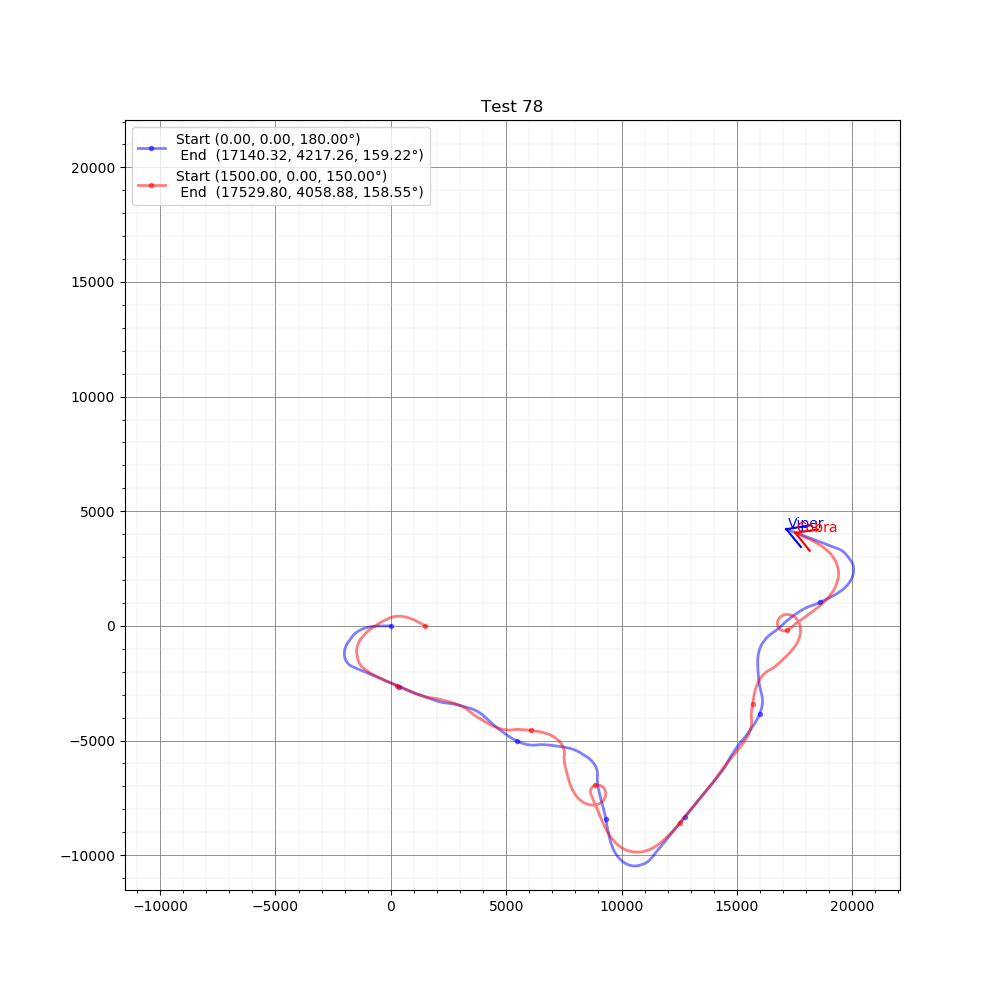 Test 78
Start (0.00, 0.00, 180.00°)
End (17140.32, 4217.26, 159.22°)
Start (1500.00, 0.00, 150.00°)
End (17529.80, 4058.88, 158.55°)
20000
15000
10000
5000
0
−5000
−10000
Viper
Cobra
−10000 −5000 0 5000 10000 15000 20000